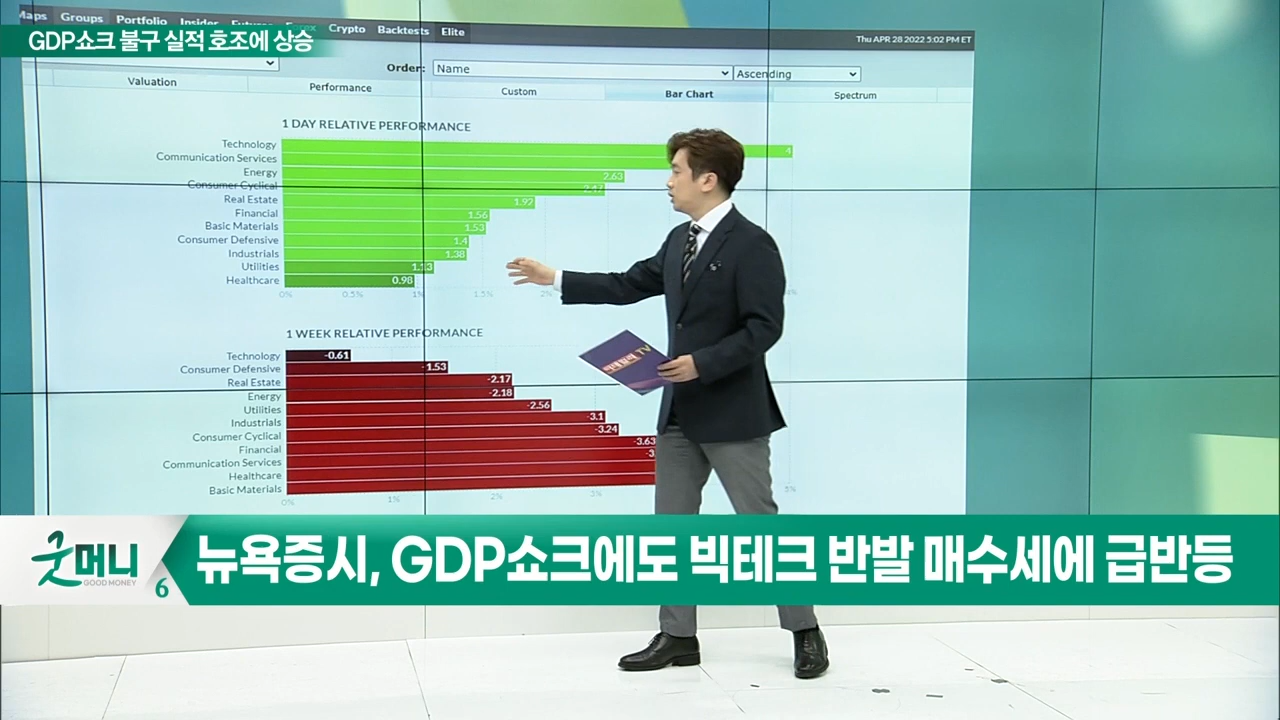 Maps Groups Portfolio Insider Futures Forex Crypto Backtests Elite
GDP쇼크 불구 실적 호조에 상승
Thu APR 28 2022 5:02 PM ET
Order: Name Ascending
Valuation Performance Custom Bar Chart Spectrum
1 DAY RELATIVE PERFORMANCE
Technology 4
Communication Services
Energy 2.63
Consumer Cyclical 2.47
Real Estate 1.92
Financial 1.56
Basic Materials 1.53
Consumer Defensive 1.4
Industrials 1.38
Utilities 1.13
Healthcare 0.98
0% 0.5% 1% 1.5% 2%
1 WEEK RELATIVE PERFORMANCE
Technology -0.61
Consumer Defensive -1.53
Real Estate -2.17
Energy -2.18
Utilities -2.56
Industrials -3.1
Consumer Cyclical -3.24
Financial -3.63
Communication Services
Healthcare
Basic Materials
0% 1% 2% 3% 5%
굿머니
GOOD MONEY
6
뉴욕증시, GDP쇼크에도 빅테크 반발 매수세에 급반등